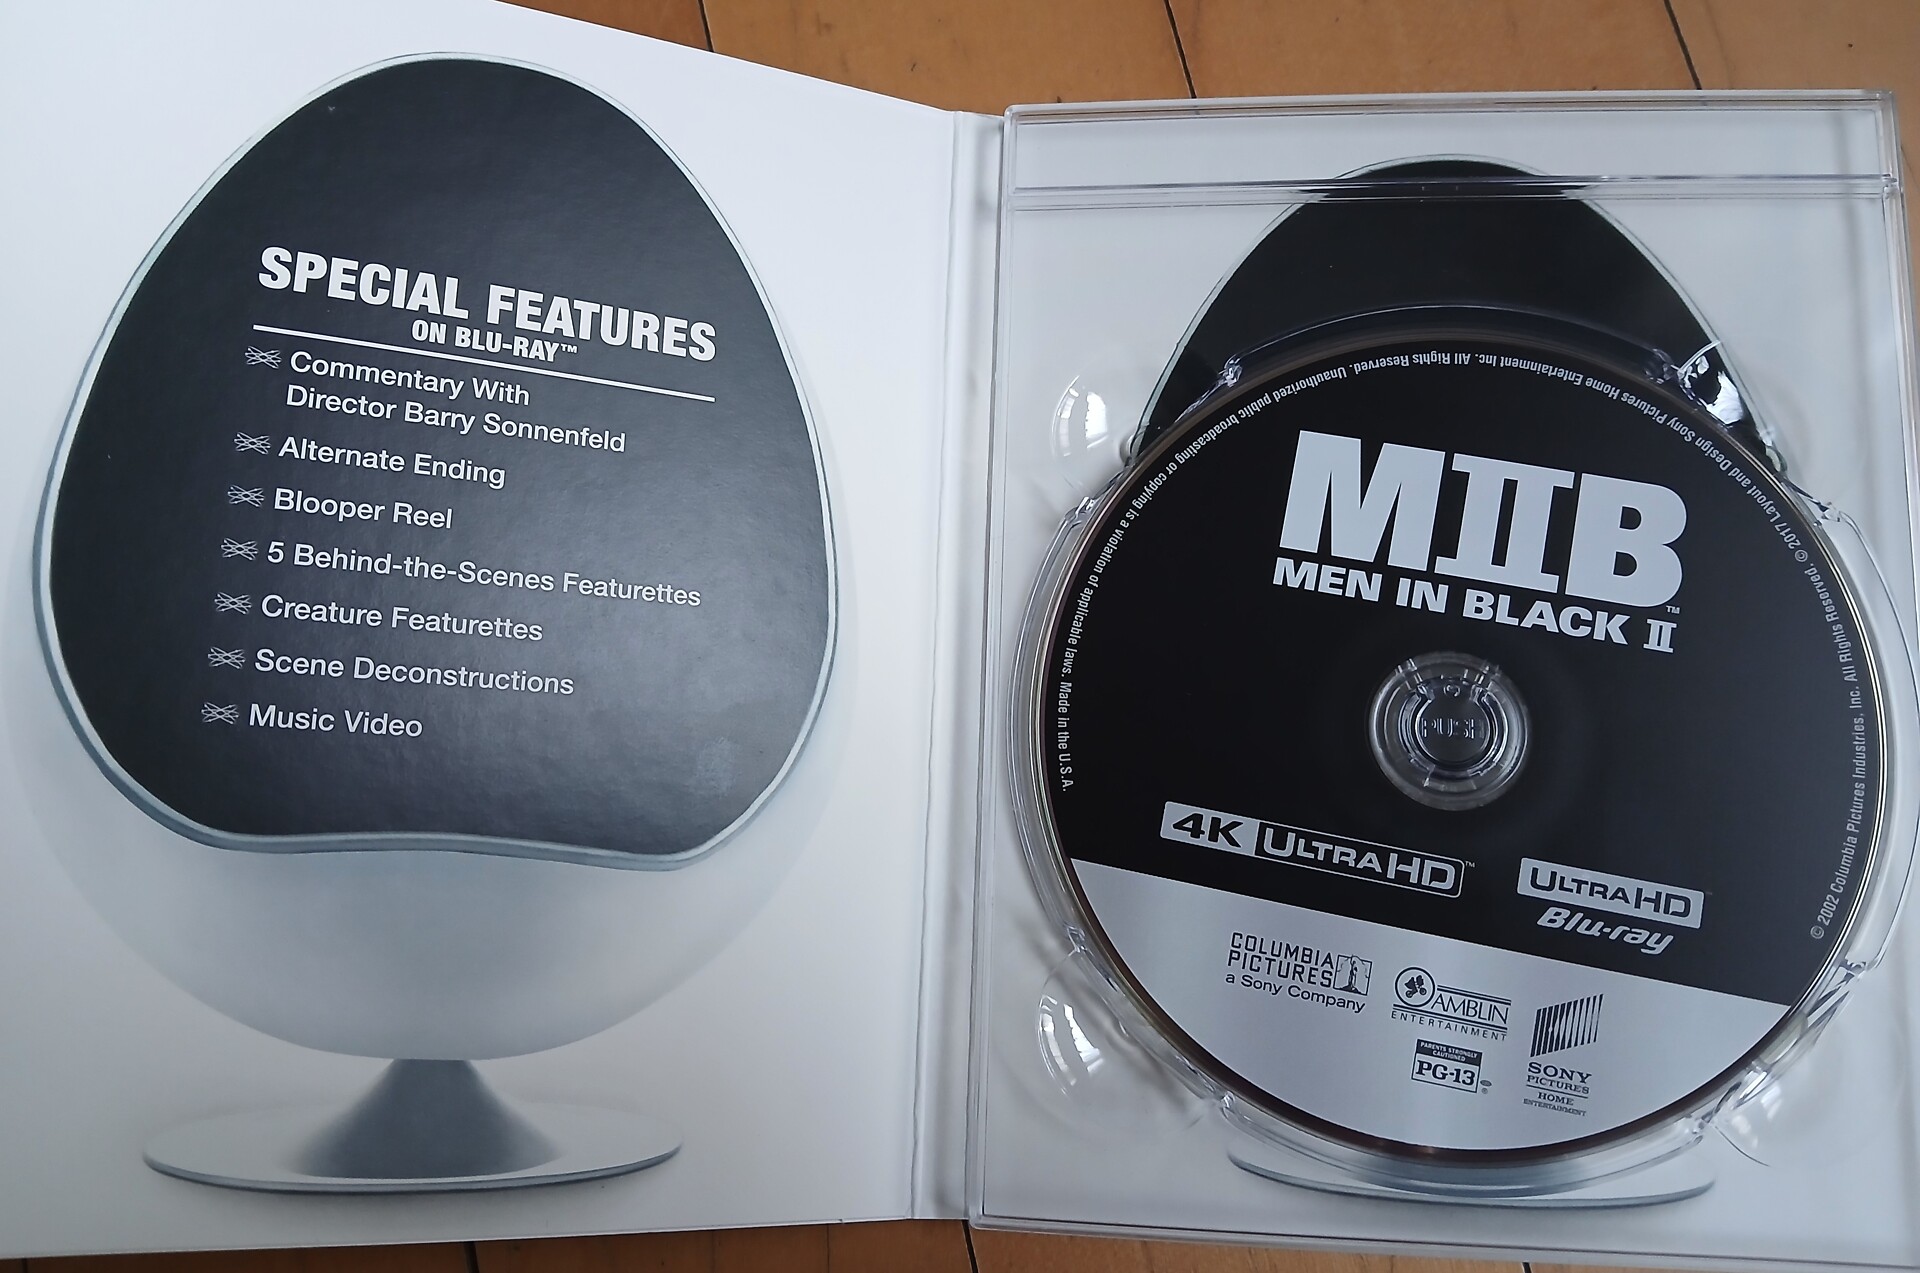 SPECIAL FEATURES
ON BLU-RAY™
Commentary With
Director Barry Sonnenfeld
Alternate Ending
Blooper Reel
5 Behind-the-Scenes Featurettes
Creature Featurettes
Scene Deconstructions
Music Video
MIIB™
MEN IN BLACK II
PUSH
4K ULTRA HD™
ULTRA HD
Blu-ray
COLUMBIA
PICTURES
a Sony Company
AMBLIN
ENTERTAINMENT
PARENTS STRONGLY
CAUTIONED
PG-13
SONY
PICTURES
HOME
ENTERTAINMENT
© 2002 Columbia Pictures Industries, Inc. All Rights Reserved. © 2017 Layout and Design Sony Pictures Home Entertainment Inc. All Rights Reserved. Unauthorized public broadcasting or copying is a violation of applicable laws. Made in the U.S.A.